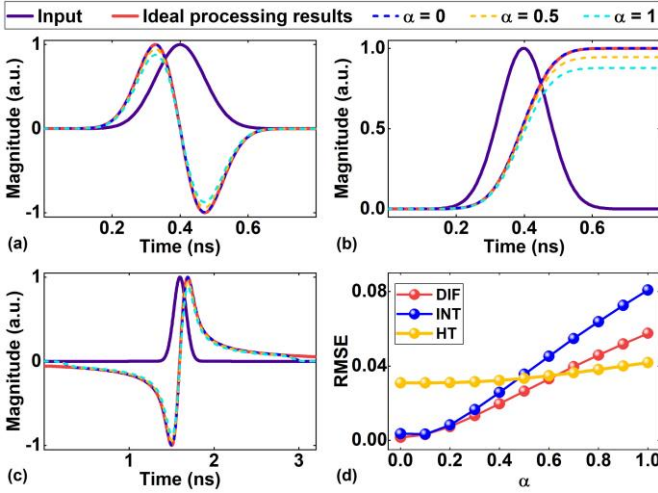 Input Ideal processing results α = 0 α = 0.5 α = 1
Magnitude (a.u.)
1
0
-1
0.2 0.4 0.6
(a) Time (ns)
Magnitude (a.u.)
1.0
0.5
0.0
0.2 0.4 0.6
(b) Time (ns)
Magnitude (a.u.)
1
0
-1
1 2 3
(c) Time (ns)
RMSE
0.08
0.04
0.00
DIF
INT
HT
0.0 0.2 0.4 0.6 0.8 1.0
(d) α